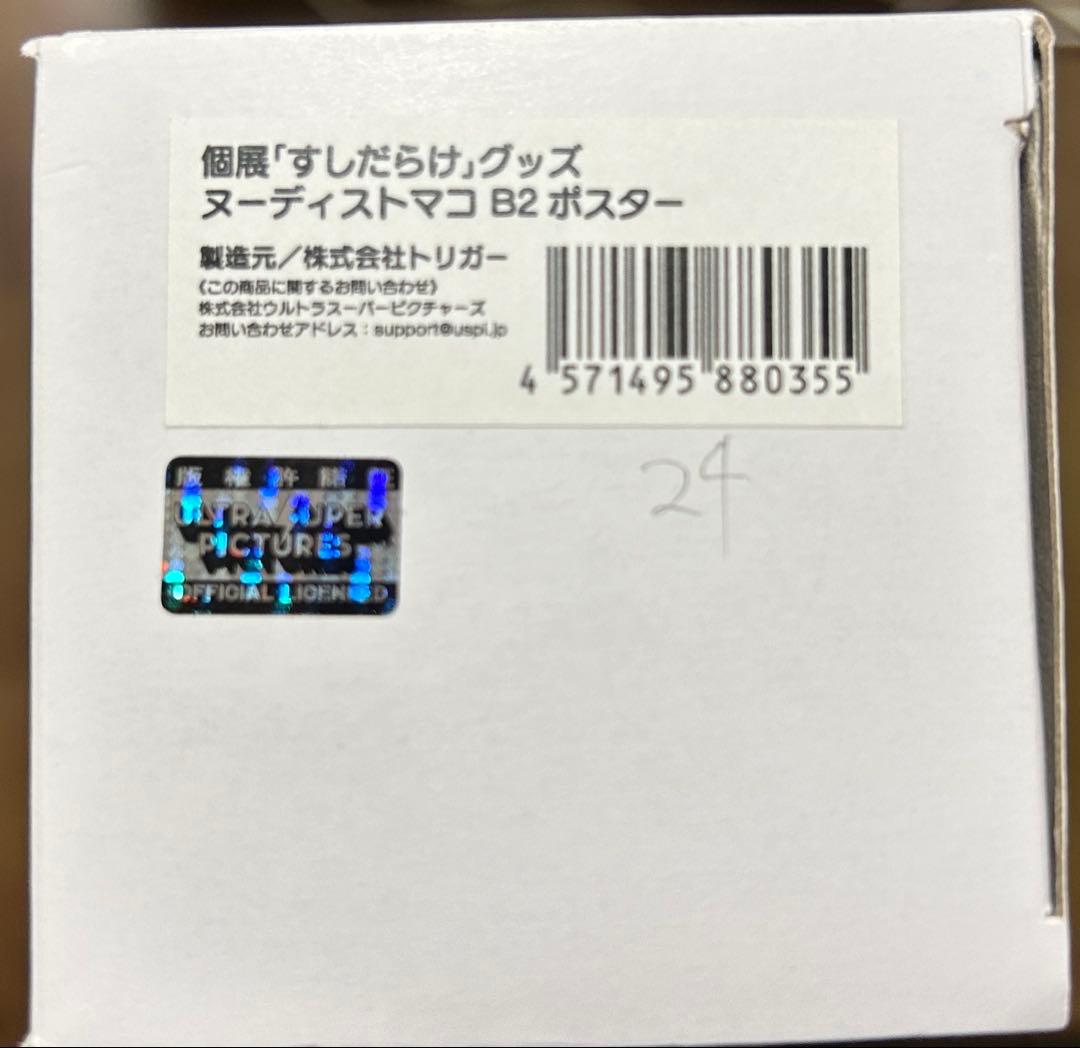 個展「すしだらけ」グッズ
ヌーディストマコ B2 ポスター
製造元／株式会社トリガー
《この商品に関するお問い合わせ》
株式会社ウルトラスーパーピクチャーズ
お問い合わせアドレス：support@uspi.jp
4 571495 880355
24
版 權 許 諾 証
ULTRA SUPER
PICTURES
OFFICIAL LICENSED